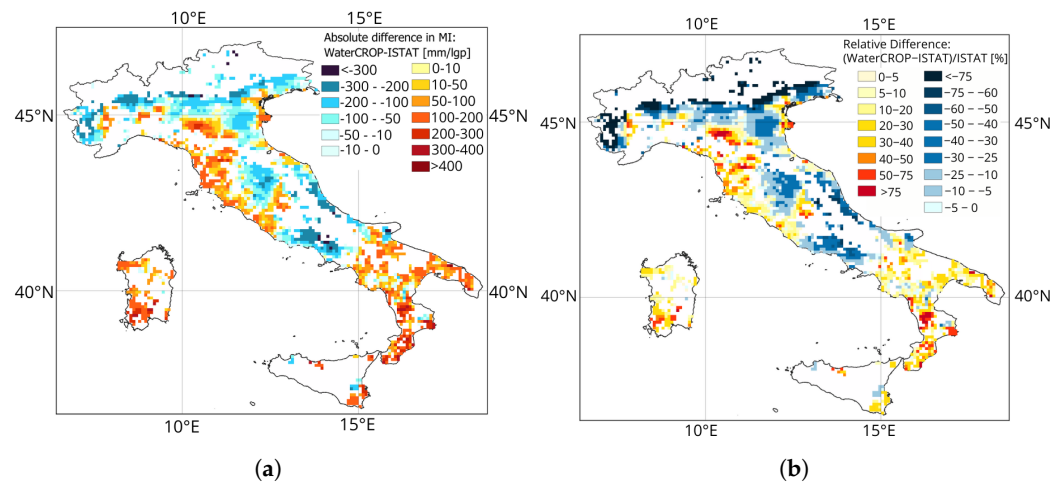 10°E
15°E
Absolute difference in MI:
WaterCROP-ISTAT [mm/lgp]
<-300
-300 - -200
-200 - -100
-100 - -50
-50 - -10
-10 - 0
0-10
10-50
50-100
100-200
200-300
300-400
>400
45°N
40°N
10°E
15°E
(a)
10°E
15°E
Relative Difference:
(WaterCROP−ISTAT)/ISTAT [%]
0−5
5−10
10−20
20−30
30−40
40−50
50−75
>75
<−75
−75 − −60
−60 − −50
−50 − −40
−40 − −30
−30 − −25
−25 − −10
−10 − −5
−5 − 0
45°N
45°N
40°N
40°N
10°E
15°E
(b)